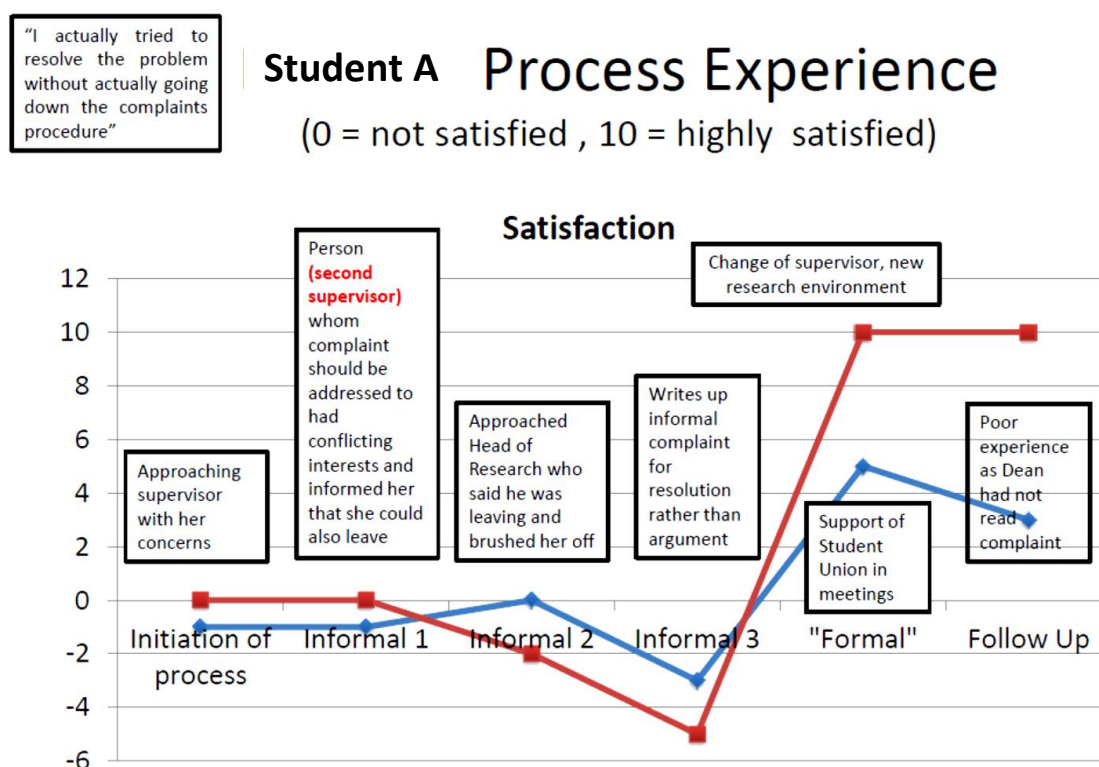 “I actually tried to
resolve the problem
without actually going
down the complaints
procedure”
Student A Process Experience
(0 = not satisfied , 10 = highly  satisfied)
Satisfaction
Person
(second
supervisor)
whom
complaint
should be
addressed to
had
conflicting
interests and
informed her
that she could
also leave
Change of supervisor, new
research environment
Approaching
supervisor
with her
concerns
Approached
Head of
Research who
said he was
leaving and
brushed her off
Writes up
informal
complaint
for
resolution
rather than
argument
Support of
Student
Union in
meetings
Poor
experience
as Dean
had not
read
complaint
12
10
8
6
4
2
0
-2
-4
-6
Initiation of
process
Informal 1
Informal 2
Informal 3
"Formal"
Follow Up